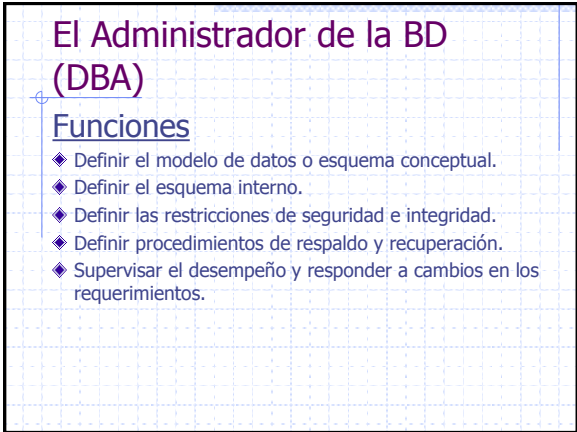 El Administrador de la BD
(DBA)
Funciones
Definir el modelo de datos o esquema conceptual.
Definir el esquema interno.
Definir las restricciones de seguridad e integridad.
Definir procedimientos de respaldo y recuperación.
Supervisar el desempeño y responder a cambios en los
requerimientos.